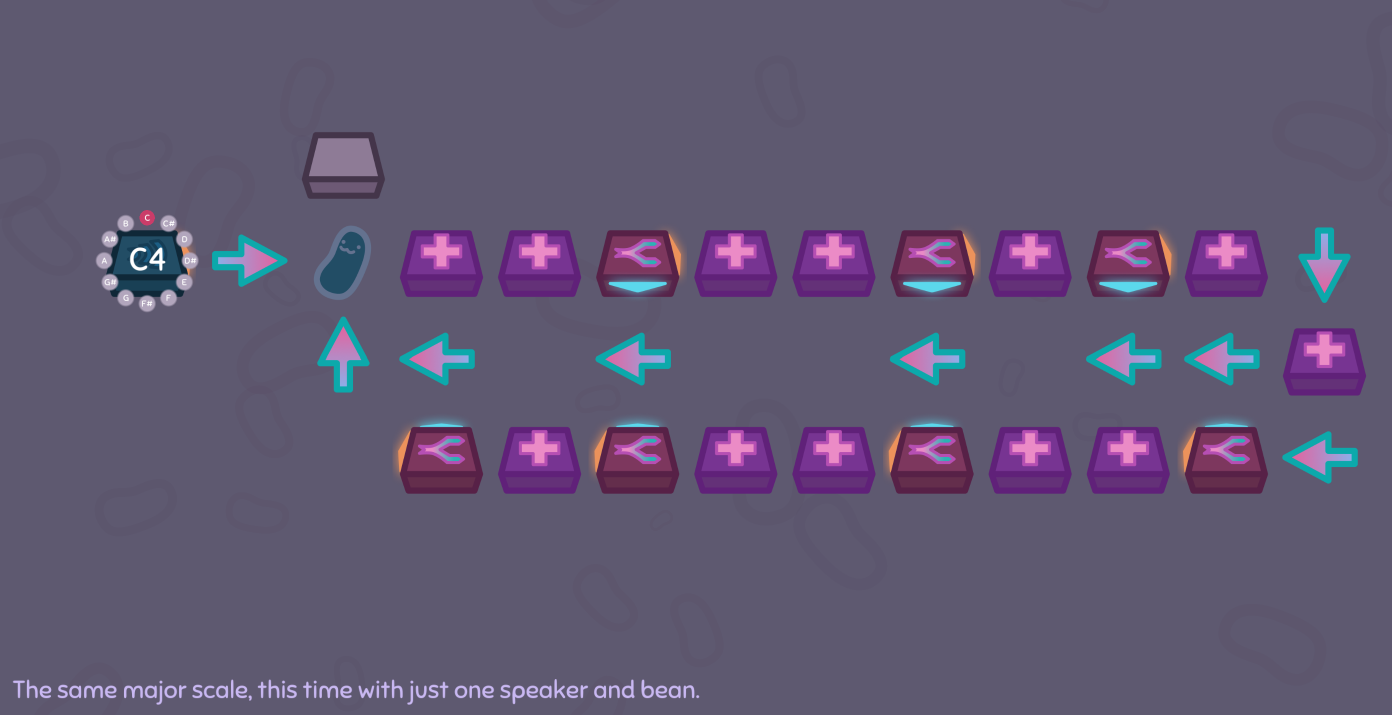 C
B C#
A# D
C4
A D#
G# E
G F
F#
The same major scale, this time with just one speaker and bean.